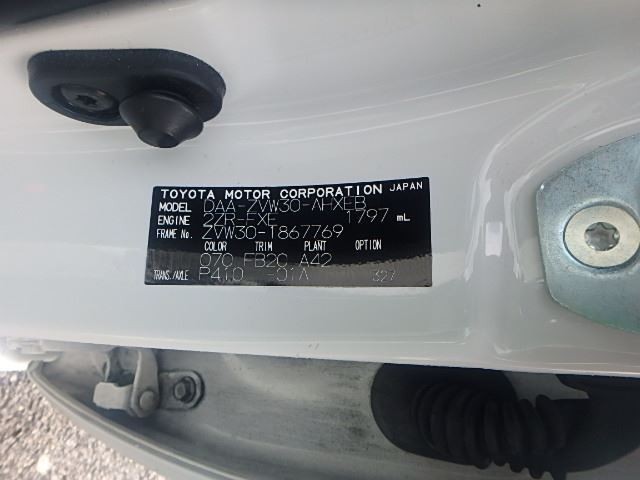 TOYOTA MOTOR CORPORATION JAPAN
MODEL DAA-ZVW30-AHXEB
ENGINE 2ZR-FXE 1797 mL
FRAME No. ZVW30-1867769
COLOR TRIM PLANT OPTION
070 FB20 A42
TRANS./AXLE P410 -01A 327